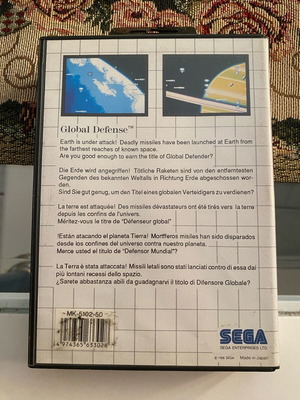 Global Defense™
Earth is under attack! Deadly missiles have been launched at Earth from
the farthest reaches of known space.
Are you good enough to earn the title of Global Defender?
Die Erde wird angegriffen! Tötliche Raketen sind von den entferntesten
Gegenden des bekannten Weltalls in Richtung Erde abgeschossen wor-
den.
Sind Sie gut genug, um den Titel eines globalen Verteidigers zu verdienen?
La terre est attaquée! Des missiles dévastateurs ont été tirés vers la terre
depuis les confins de l'univers.
Méritez-vous le titre de "Défenseur global"
¡Están atacando el planeta Tierra! Mortíferos misiles han sido disparados
desde los confines del universo contra nuestro planeta.
Merce usted el titulo de "Defensor Mundial"?
La Terra è stata attaccata! Missili letali sono stati lanciati contro di essa dai
più lontani recessi dello spazio.
¿Sarete abbastanza abili da guadagnarvi il titolo di Difensore Globale?
MK-5102-50
4974365633028
SEGA
SEGA ENTERPRISES LTD.
Made in Japan